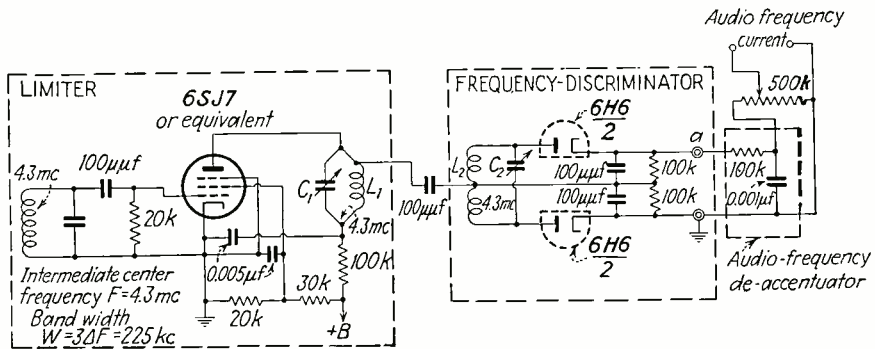 Audio frequency
current
LIMITER
6SJ7
or equivalent
FREQUENCY-DISCRIMINATOR
6H6
2
500k
4.3mc
100μμf
C₁
L₁
L₂
C₂
a
100μμf
100k
100k
0.001μf
20k
100μμf
4.3mc
100μμf
100k
4.3mc
0.005μf
100k
6H6
2
Intermediate center
frequency F=4.3mc
Band width
W=3ΔF=225kc
20k
30k
+B
Audio-frequency
de-accentuator